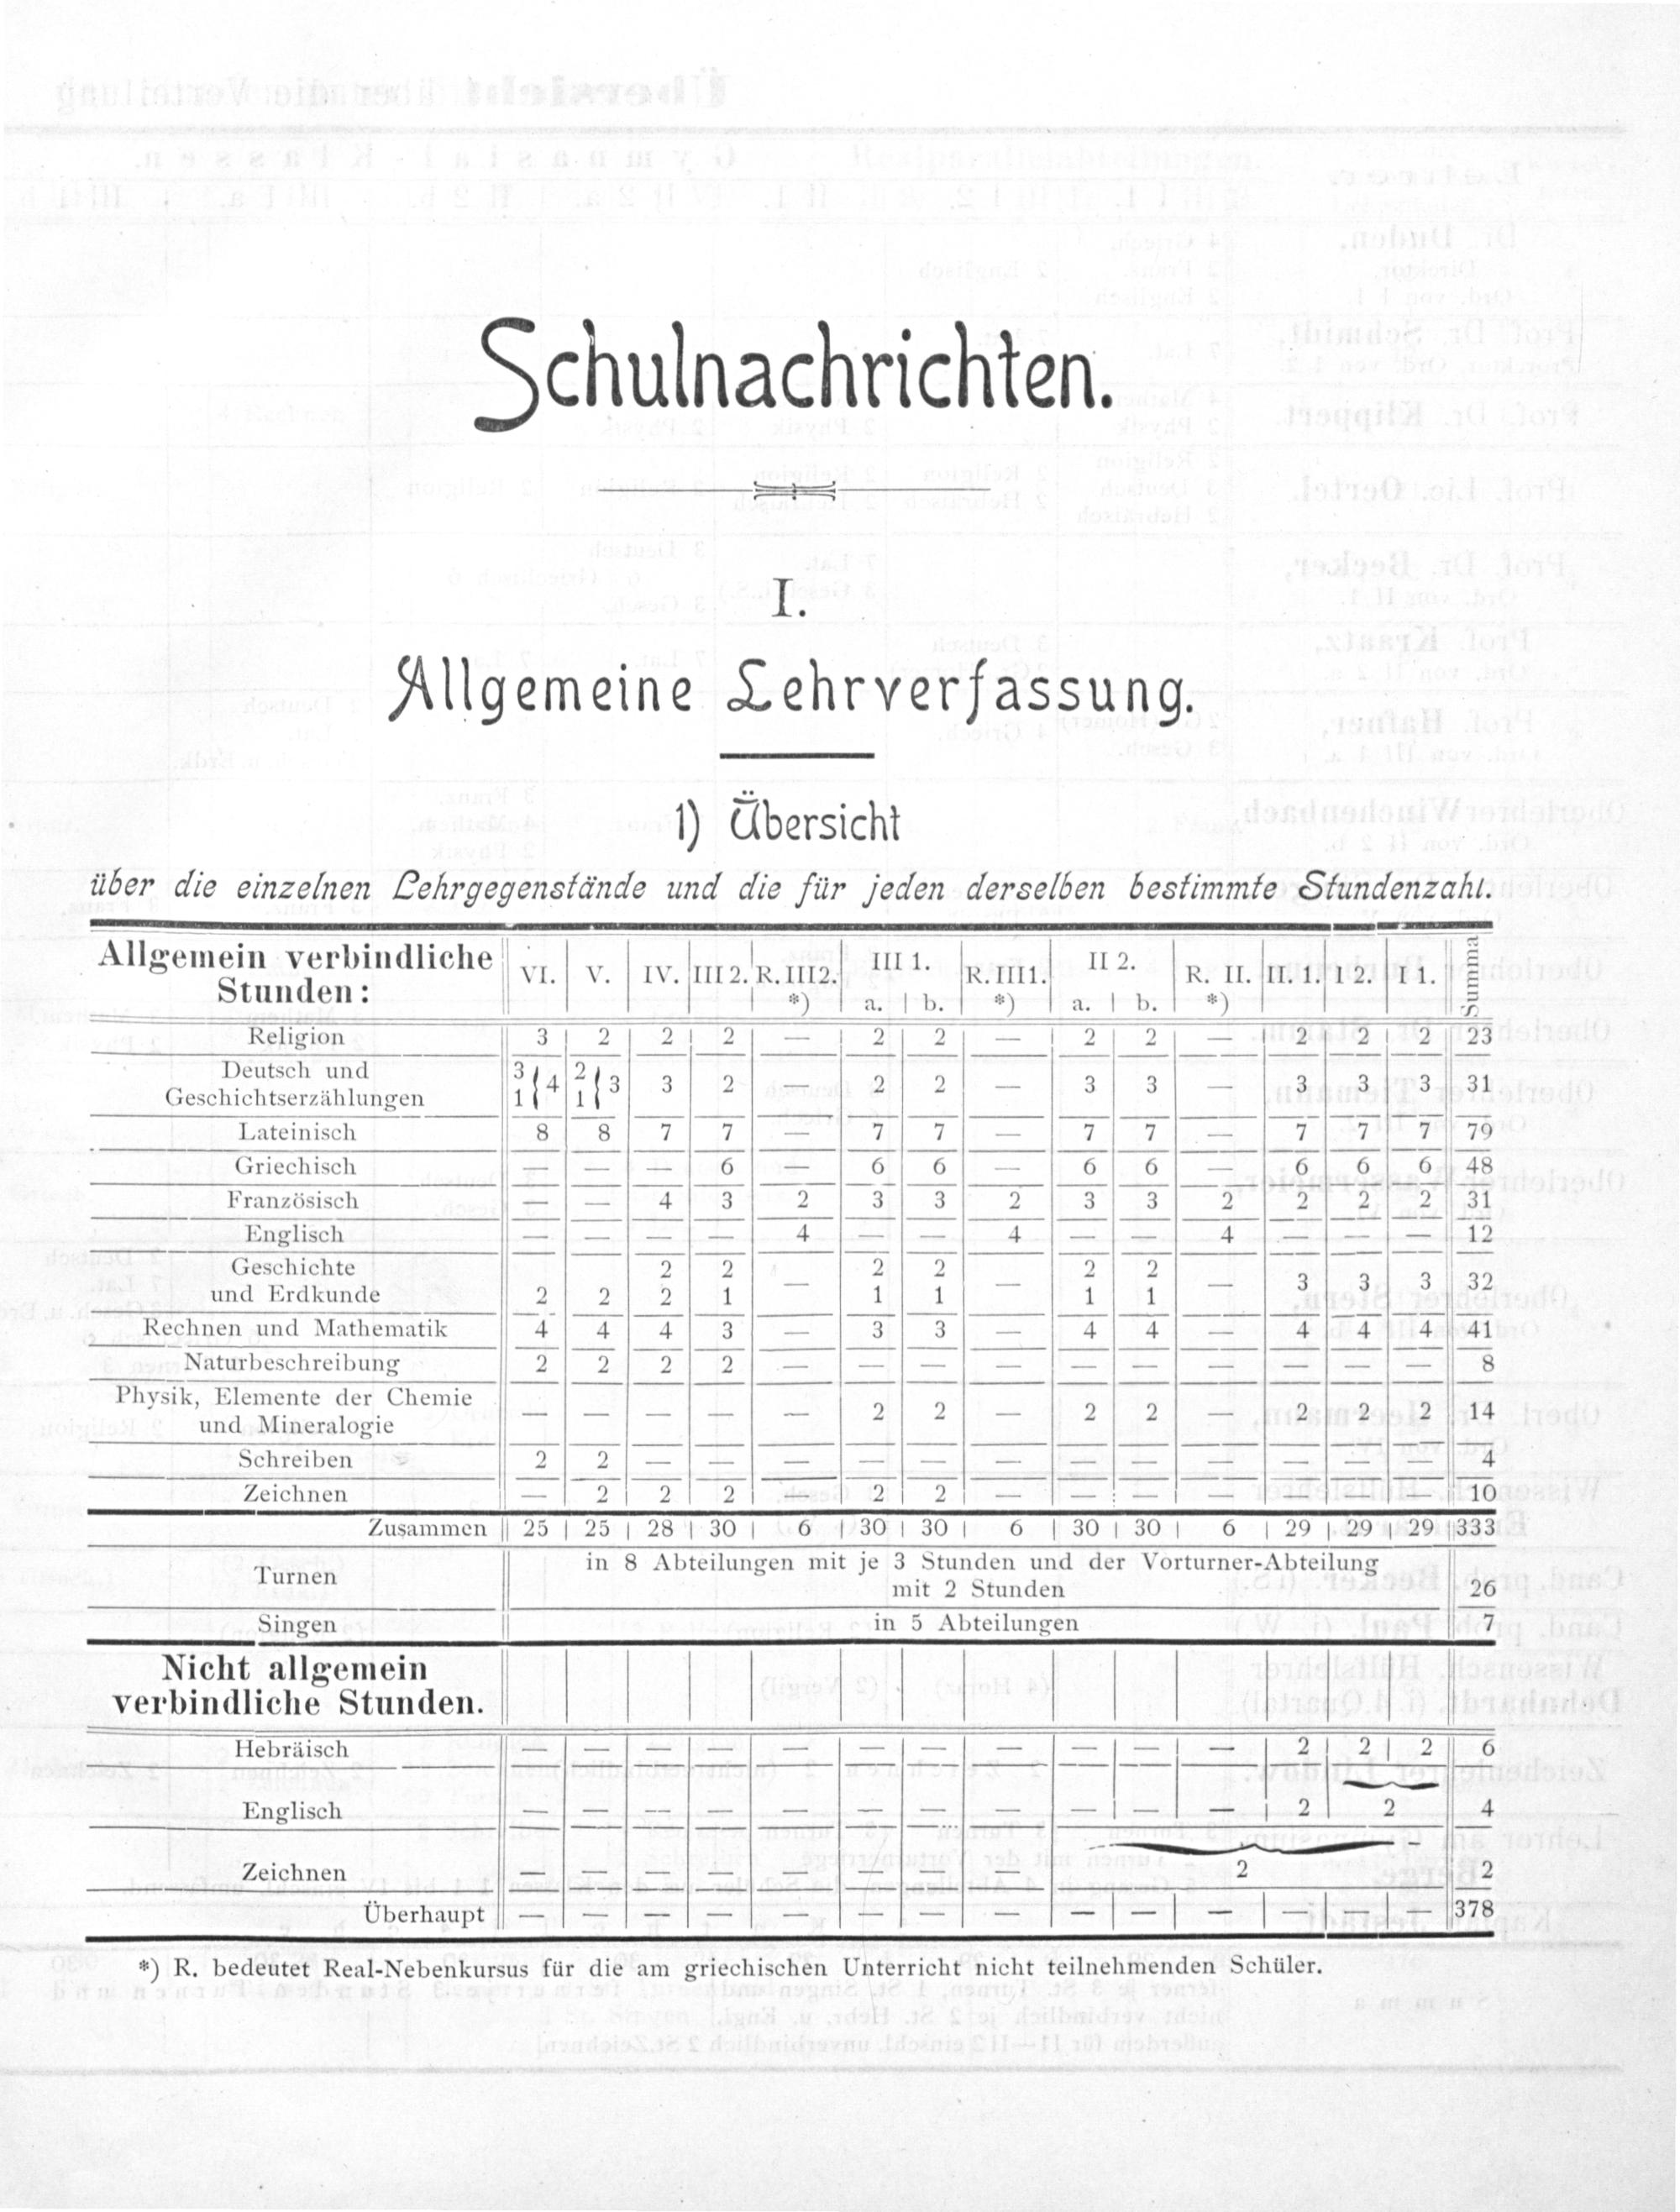 Schulnachrichten.
I.
Allgemeine Lehrverfassung.
1) Übersicht
über die einzelnen Lehrgegenstände und die für jeden derselben bestimmte Stundenzahl.
Allgemein verbindliche Stunden: VI. V. IV. III 2. R. III 2. *) III 1. a. b. R. III 1. *) II 2. a. b. R. II. *) II. 1. I 2. I 1. Summa
Religion 3 2 2 2 — 2 2 — 2 2 — 2 2 2 23
Deutsch und Geschichtserzählungen 3 1 { 4 2 1 { 3 3 2 — 2 2 — 3 3 — 3 3 3 31
Lateinisch 8 8 7 7 — 7 7 — 7 7 — 7 7 7 79
Griechisch — — — 6 — 6 6 — 6 6 — 6 6 6 48
Französisch — — 4 3 2 3 3 2 3 3 2 2 2 2 31
Englisch — — — — 4 — — 4 — — 4 — — — 12
Geschichte 2 2 — 2 2 — 2 2 — 3 3 3 32
und Erdkunde 2 2 2 1 1 1 1 1
Rechnen und Mathematik 4 4 4 3 — 3 3 — 4 4 — 4 4 4 41
Naturbeschreibung 2 2 2 2 — — — — — — — — — — 8
Physik, Elemente der Chemie
und Mineralogie — — — — — 2 2 — 2 2 — 2 2 2 14
Schreiben 2 2 — — — — — — — — — — — — 4
Zeichnen — 2 2 2 — 2 2 — — — — — — — 10
Zusammen 25 25 28 30 6 30 30 6 30 30 6 29 29 29 333
Turnen in 8 Abteilungen mit je 3 Stunden und der Vorturner-Abteilung
mit 2 Stunden 26
Singen in 5 Abteilungen 7
Nicht allgemein
verbindliche Stunden.
Hebräisch — — — — — — — — — — — 2 2 2 6
Englisch — — — — — — — — — — — 2 2 4
Zeichnen — — — — — — — — 2 2
Überhaupt — — — — — — — — — — — — — — 378
*) R. bedeutet Real-Nebenkursus für die am griechischen Unterricht nicht teilnehmenden Schüler.